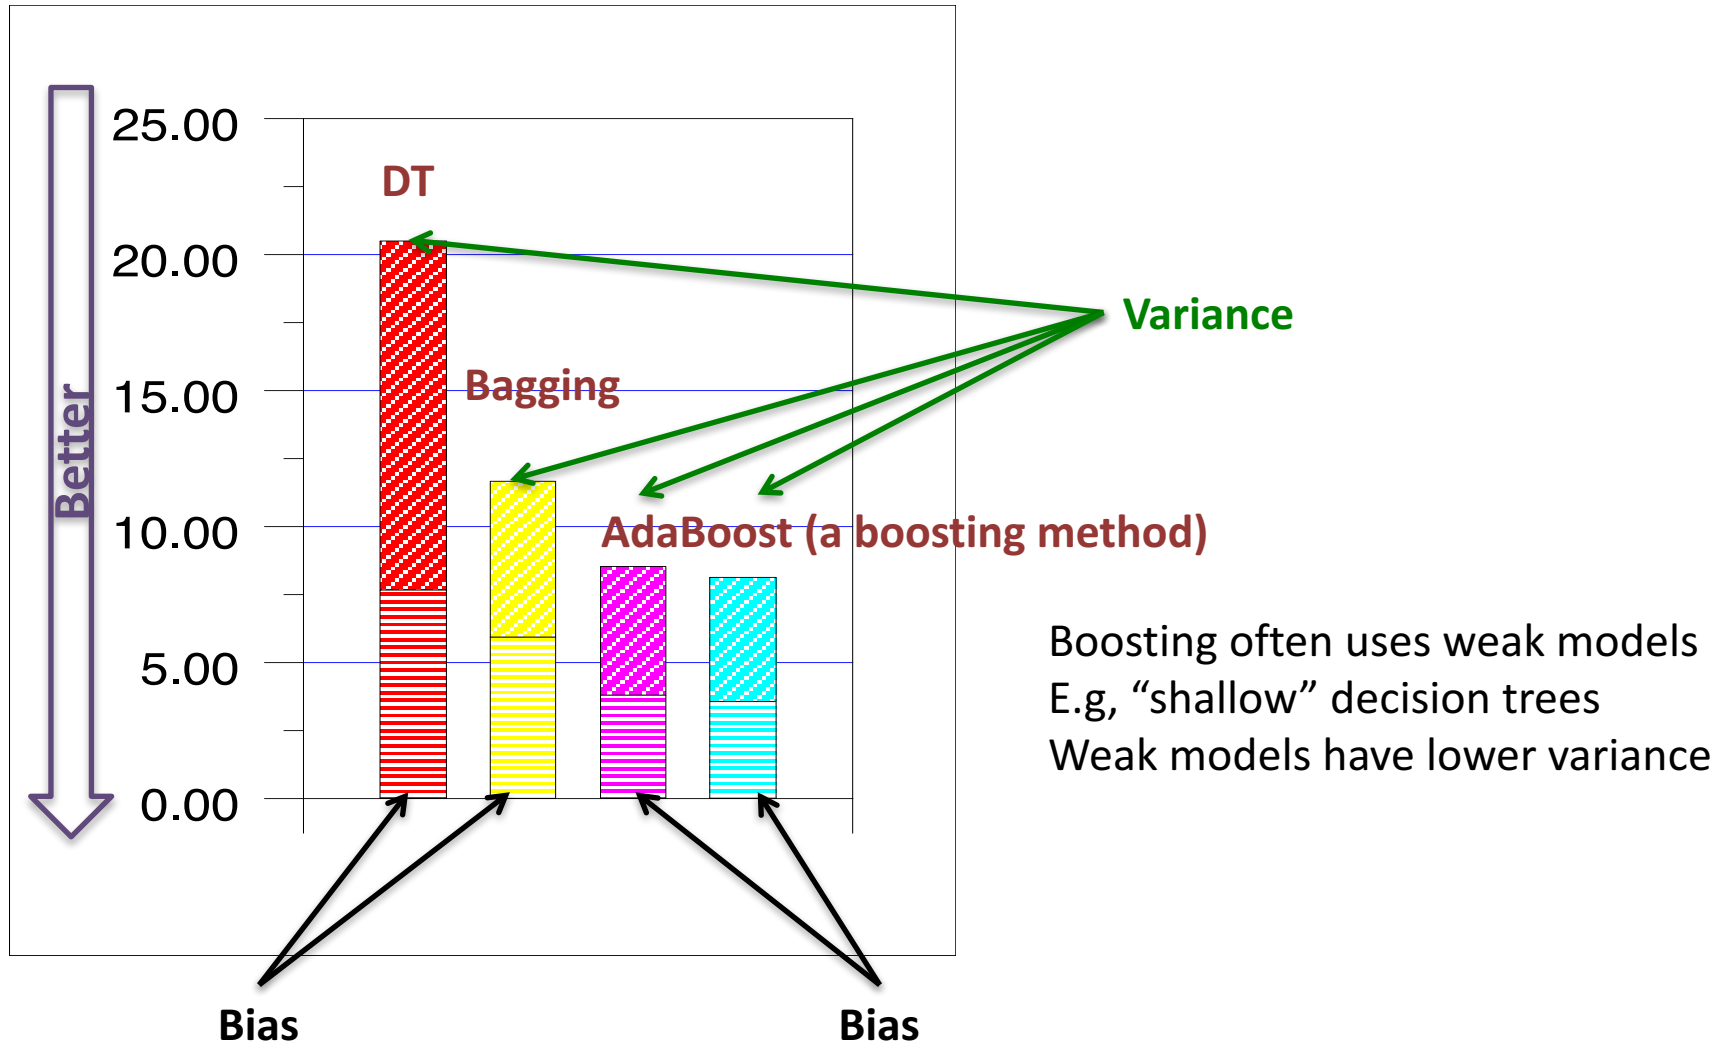 25.00
DT
20.00
Variance
15.00
Bagging
Better
10.00
AdaBoost (a boosting method)
Boosting often uses weak models
5.00
E.g, “shallow” decision trees
Weak models have lower variance
0.00
Bias
Bias